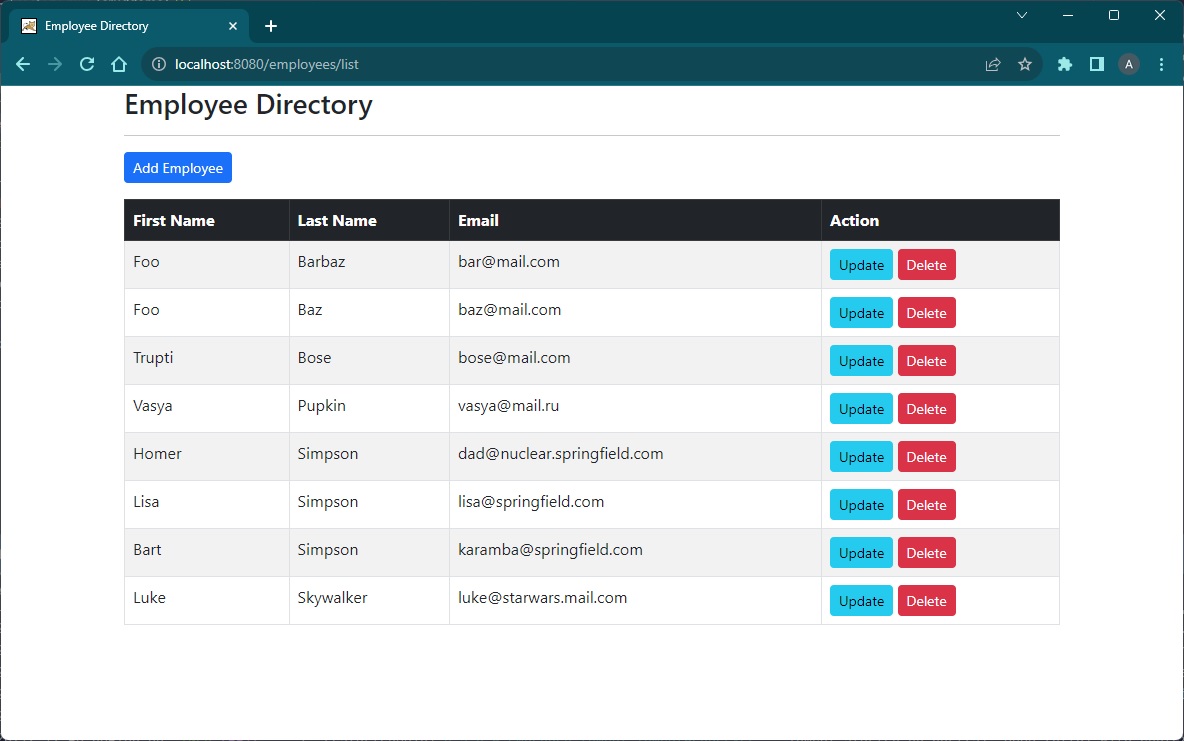 Employee Directory
localhost:8080/employees/list
A
Employee Directory
Add Employee
First Name Last Name Email Action
Foo Barbaz bar@mail.com Update Delete
Foo Baz baz@mail.com Update Delete
Trupti Bose bose@mail.com Update Delete
Vasya Pupkin vasya@mail.ru Update Delete
Homer Simpson dad@nuclear.springfield.com Update Delete
Lisa Simpson lisa@springfield.com Update Delete
Bart Simpson karamba@springfield.com Update Delete
Luke Skywalker luke@starwars.mail.com Update Delete